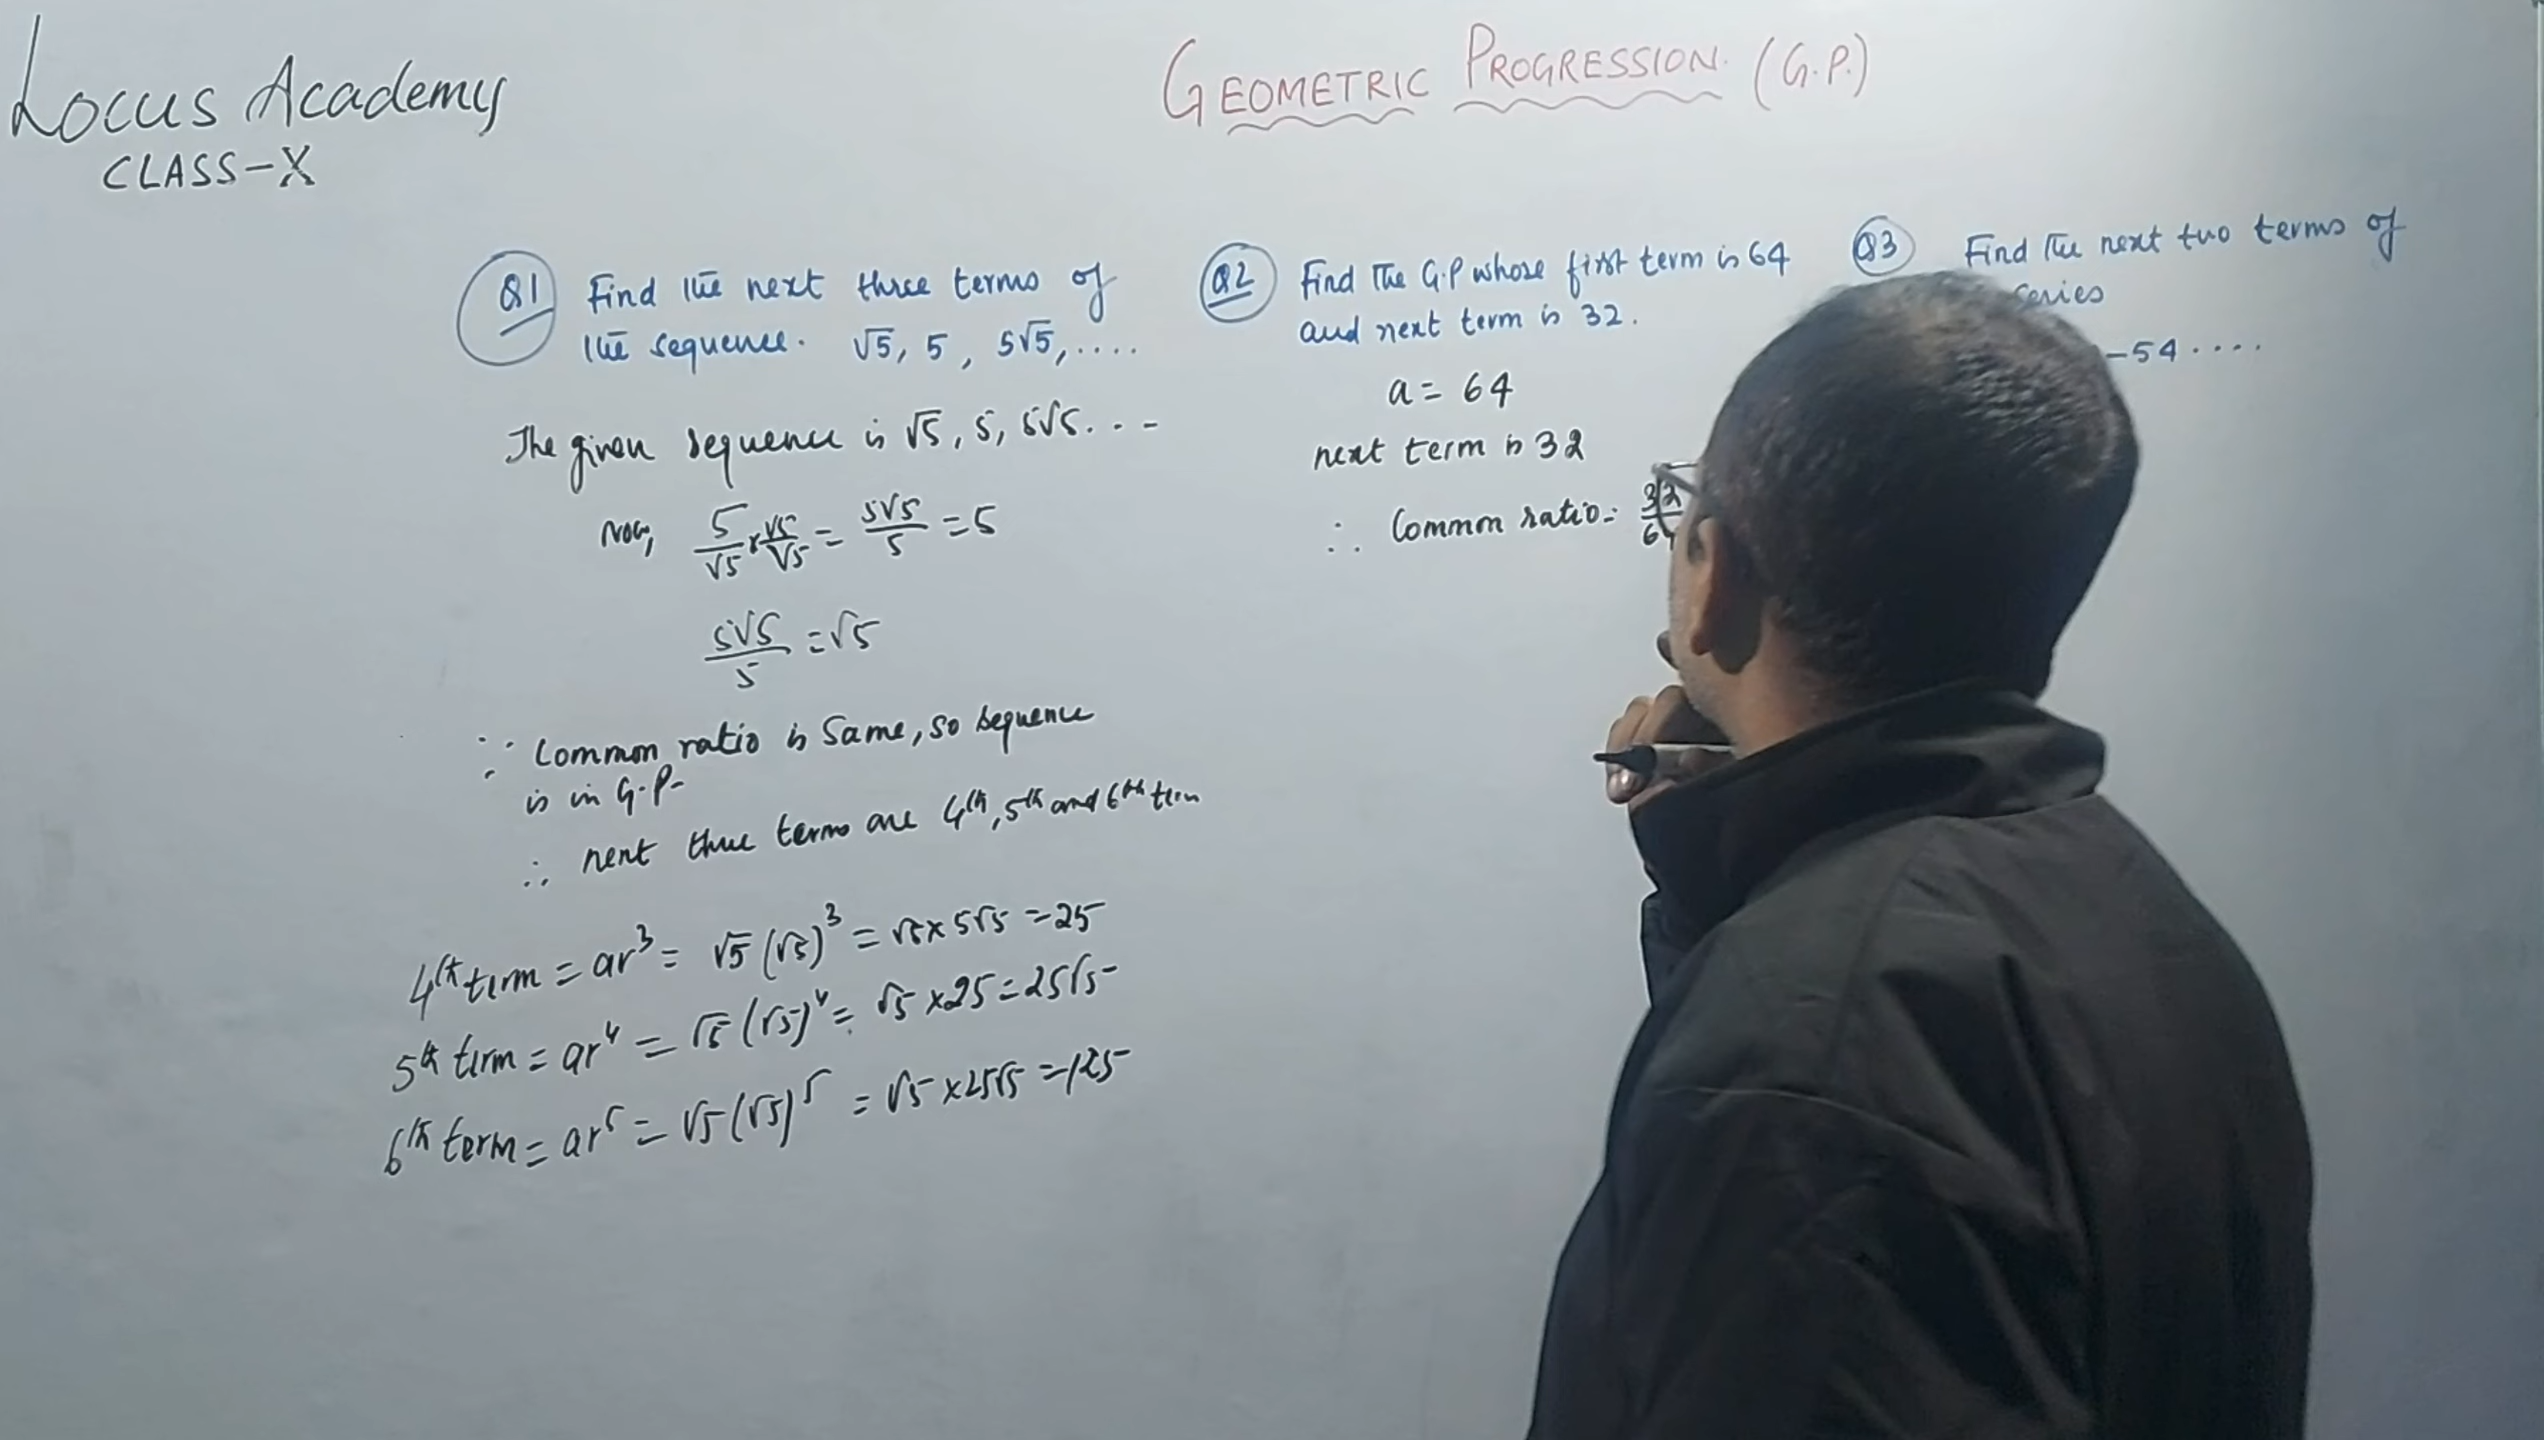 Locus Academy
CLASS-X
GEOMETRIC PROGRESSION. (G.P.)
Q1 Find the next three terms of
the sequence. √5, 5, 5√5, ....
The given sequence is √5, 5, 5√5. . -
Now, 5/√5 × √5/√5 = 5√5/5 = 5
5√5/5 = √5
∵ Common ratio is Same, so sequence
is in G.P-
∴ next three terms are 4th, 5th and 6th term
4th term = ar³ = √5 (√5)³ = √5 × 5√5 = 25
5th term = ar⁴ = √5 (√5)⁴ = √5 × 25 = 25√5
6th term = ar⁵ = √5 (√5)⁵ = √5 × 25√5 = 125
Q2 Find The G.P whose first term is 64
and next term is 32.
a = 64
next term is 32
∴ Common ratio = 32/64
Q3 Find The next two terms of
Series
-54 ....